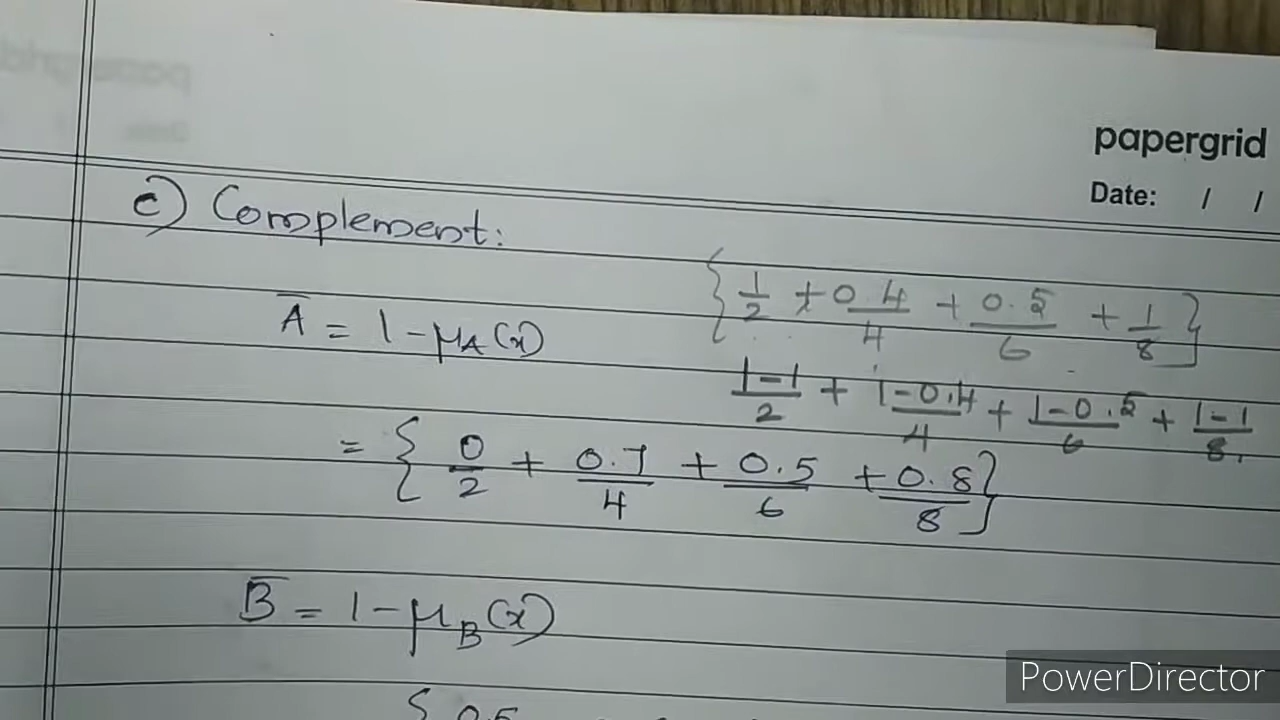 papergrid
Date: / /
c) Complement:
{ 1/2 + 0.4/4 + 0.5/6 + 1/8 }
A̅ = 1 - μA(x)
1-1/2 + 1-0.4/4 + 1-0.5/6 + 1-1/8
= { 0/2 + 0.7/4 + 0.5/6 + 0.8/8 }
B̅ = 1 - μB(x)
{ 0.5
PowerDirector